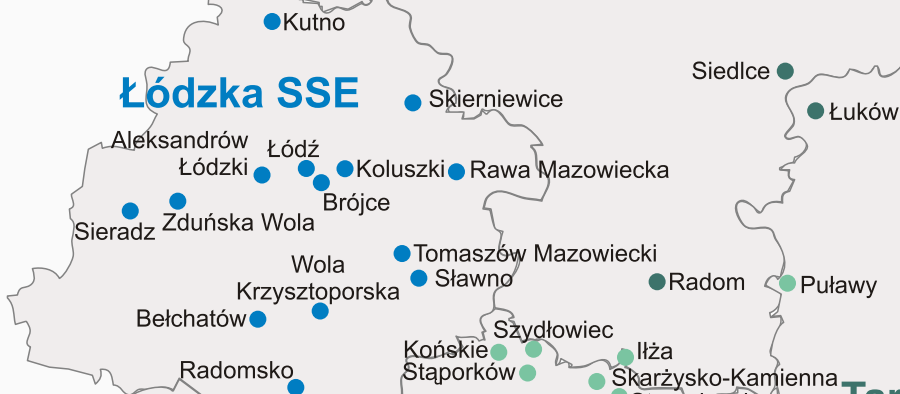 Kutno
Siedlce
Łódzka SSE
Skierniewice
Łuków
Aleksandrów
Łódzki
Łódź
Koluszki
Rawa Mazowiecka
Brójce
Zduńska Wola
Sieradz
Tomaszów Mazowiecki
Wola
Krzysztoporska
Sławno
Radom
Puławy
Bełchatów
Szydłowiec
Końskie
Iłża
Stąporków
Radomsko
Skarżysko-Kamienna